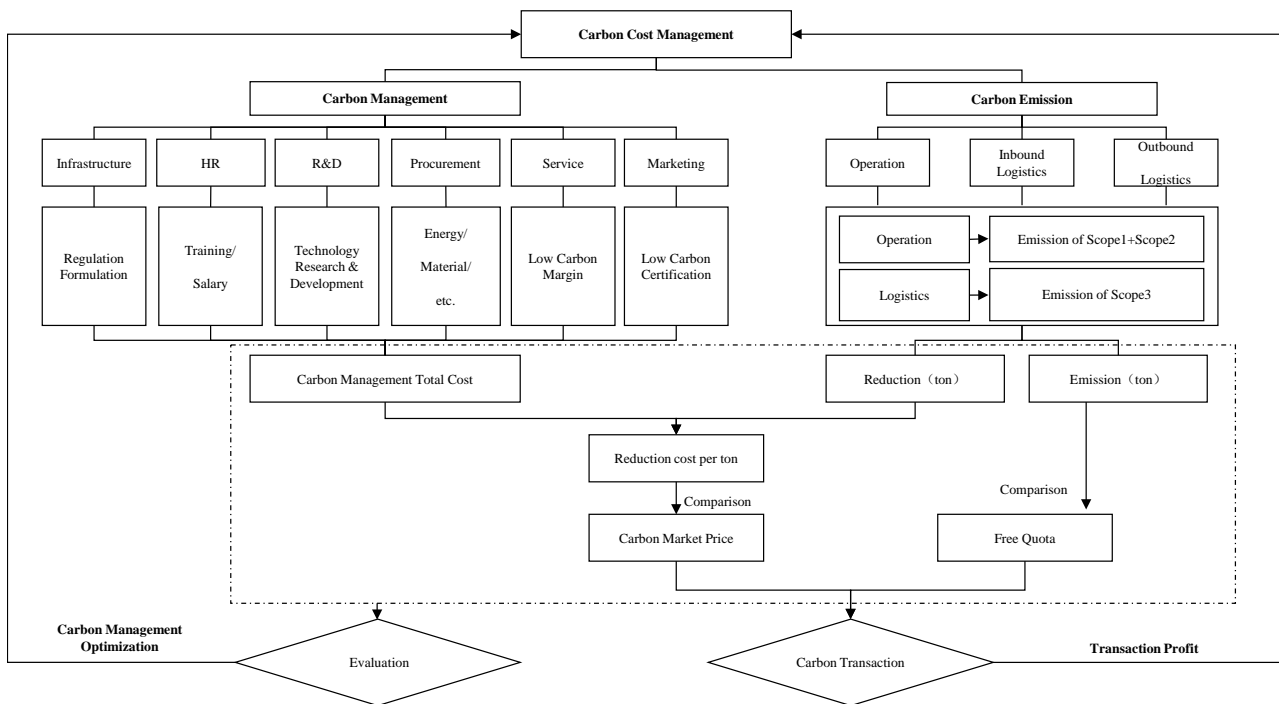 Carbon Cost Management
Carbon Management
Carbon Emission
Infrastructure
HR
R&D
Procurement
Service
Marketing
Operation
Inbound
Logistics
Outbound
Logistics
Regulation
Formulation
Training/
Salary
Technology
Research &
Development
Energy/
Material/
etc.
Low Carbon
Margin
Low Carbon
Certification
Operation
Emission of Scope1+Scope2
Logistics
Emission of Scope3
Carbon Management Total Cost
Reduction（ton）
Emission（ton）
Reduction cost per ton
Comparison
Comparison
Carbon Market Price
Free Quota
Carbon Management
Optimization
Evaluation
Carbon Transaction
Transaction Profit